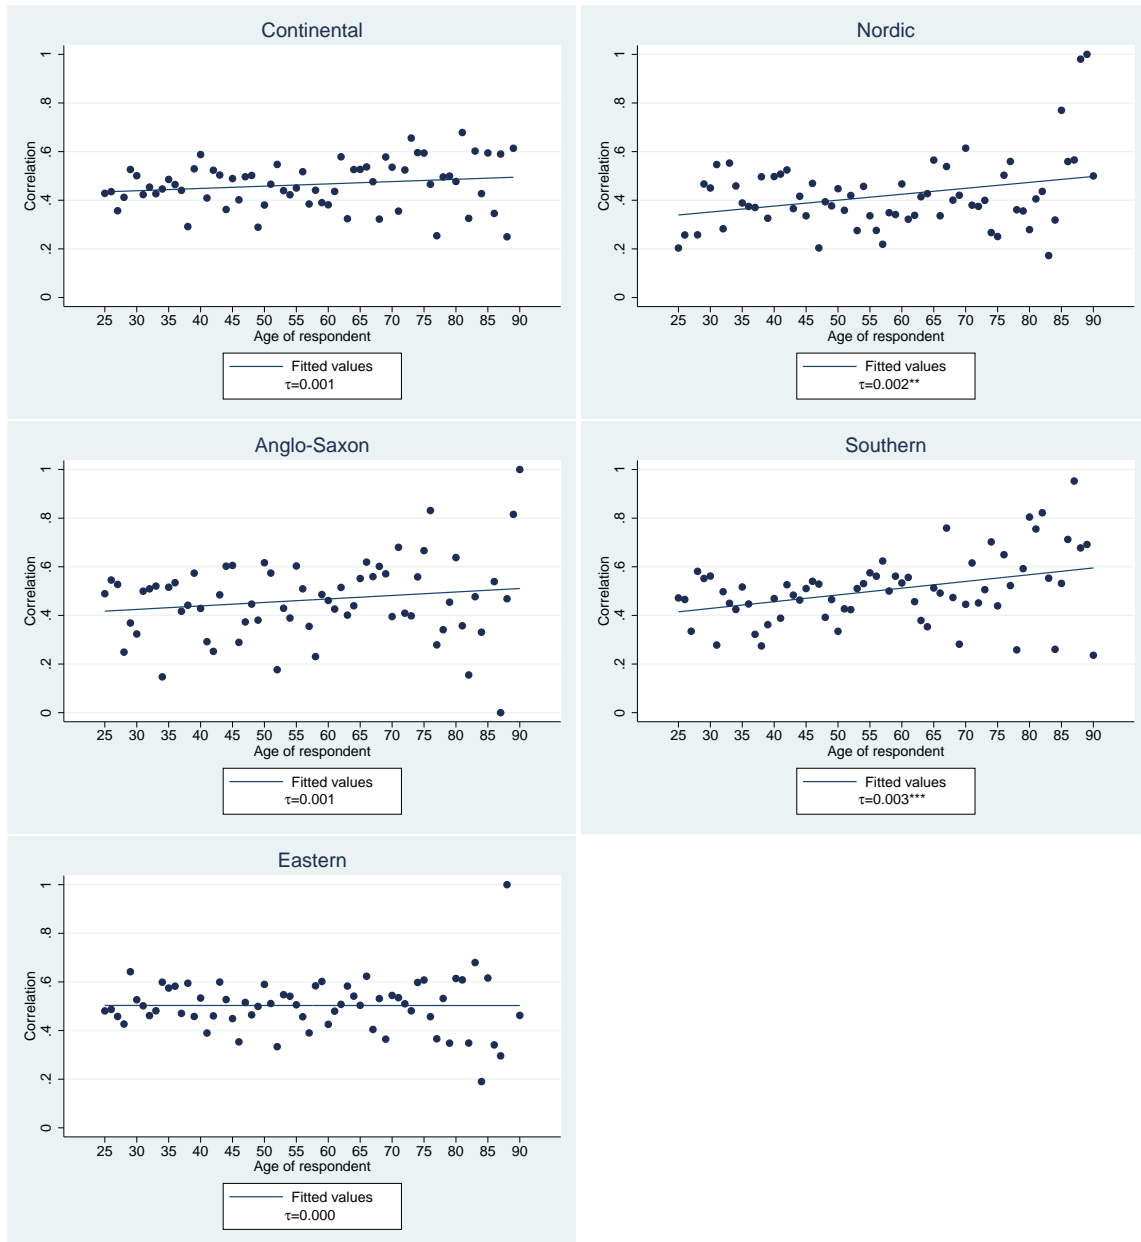 Continental
Correlation
1
.8
.6
.4
.2
0
25 30 35 40 45 50 55 60 65 70 75 80 85 90
Age of respondent
Fitted values
τ=0.001
Nordic
Correlation
1
.8
.6
.4
.2
0
25 30 35 40 45 50 55 60 65 70 75 80 85 90
Age of respondent
Fitted values
τ=0.002**
Anglo-Saxon
Correlation
1
.8
.6
.4
.2
0
25 30 35 40 45 50 55 60 65 70 75 80 85 90
Age of respondent
Fitted values
τ=0.001
Southern
Correlation
1
.8
.6
.4
.2
0
25 30 35 40 45 50 55 60 65 70 75 80 85 90
Age of respondent
Fitted values
τ=0.003***
Eastern
Correlation
1
.8
.6
.4
.2
0
25 30 35 40 45 50 55 60 65 70 75 80 85 90
Age of respondent
Fitted values
τ=0.000